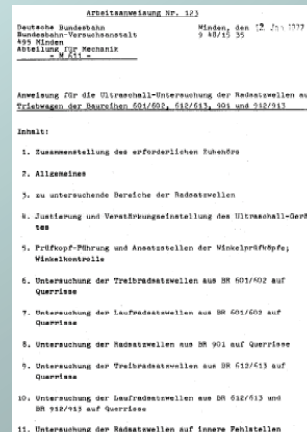 Arbeitsanweisung Nr. 123
Deutsche Bundesbahn
Bundesbahn-Versuchsanstalt
495 Minden
Abteilung für Mechanik
- M 611 -
Minden, den 12. Jan 1977
9 48/15 35
Anweisung für die Ultraschall-Untersuchung der Radsatzwellen au
Triebwagen der Baureihen 601/602, 612/613, 901 und 912/913
Inhalt:
1. Zusammenstellung des erforderlichen Zubehörs
2. Allgemeines
3. zu untersuchende Bereiche der Radsatzwellen
4. Justierung und Verstärkungseinstellung des Ultraschall-Gerä
tes
5. Prüfkopf-Führung und Ansatzstellen der Winkelprüfköpfe;
Winkelkontrolle
6. Untersuchung der Treibradsatzwellen aus BR 601/602 auf
Querrisse
7. Untersuchung der Laufradsatzwellen aus BR 601/602 auf
Querrisse
8. Untersuchung der Radsatzwellen aus BR 901 auf Querrisse
9. Untersuchung der Treibradsatzwellen aus BR 612/613 auf
Querrisse
10. Untersuchung der Laufradsatzwellen aus BR 612/613 und
BR 912/913 auf Querrisse
11. Untersuchung der Radsatzwellen auf innere Fehlstellen